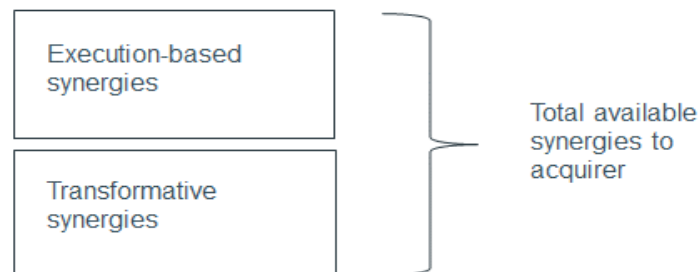 Execution-based
synergies
Transformative
synergies
Total available
synergies to
acquirer